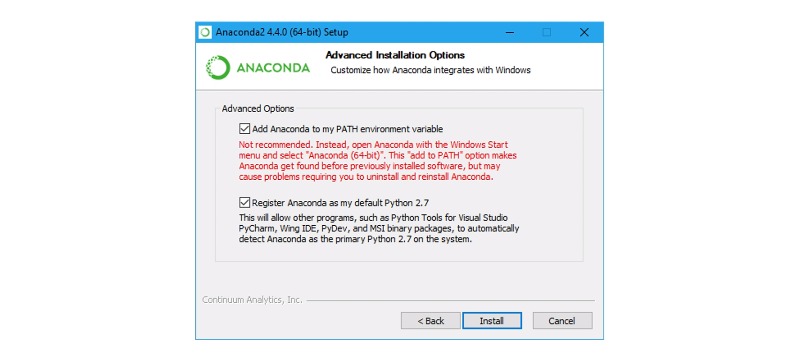 Anaconda2 4.4.0 (64-bit) Setup
ANACONDA
Advanced Installation Options
Customize how Anaconda integrates with Windows
Advanced Options
Add Anaconda to my PATH environment variable
Not recommended. Instead, open Anaconda with the Windows Start
menu and select "Anaconda (64-bit)". This "add to PATH" option makes
Anaconda get found before previously installed software, but may
cause problems requiring you to uninstall and reinstall Anaconda.
Register Anaconda as my default Python 2.7
This will allow other programs, such as Python Tools for Visual Studio
PyCharm, Wing IDE, PyDev, and MSI binary packages, to automatically
detect Anaconda as the primary Python 2.7 on the system.
Continuum Analytics, Inc.
< Back
Install
Cancel